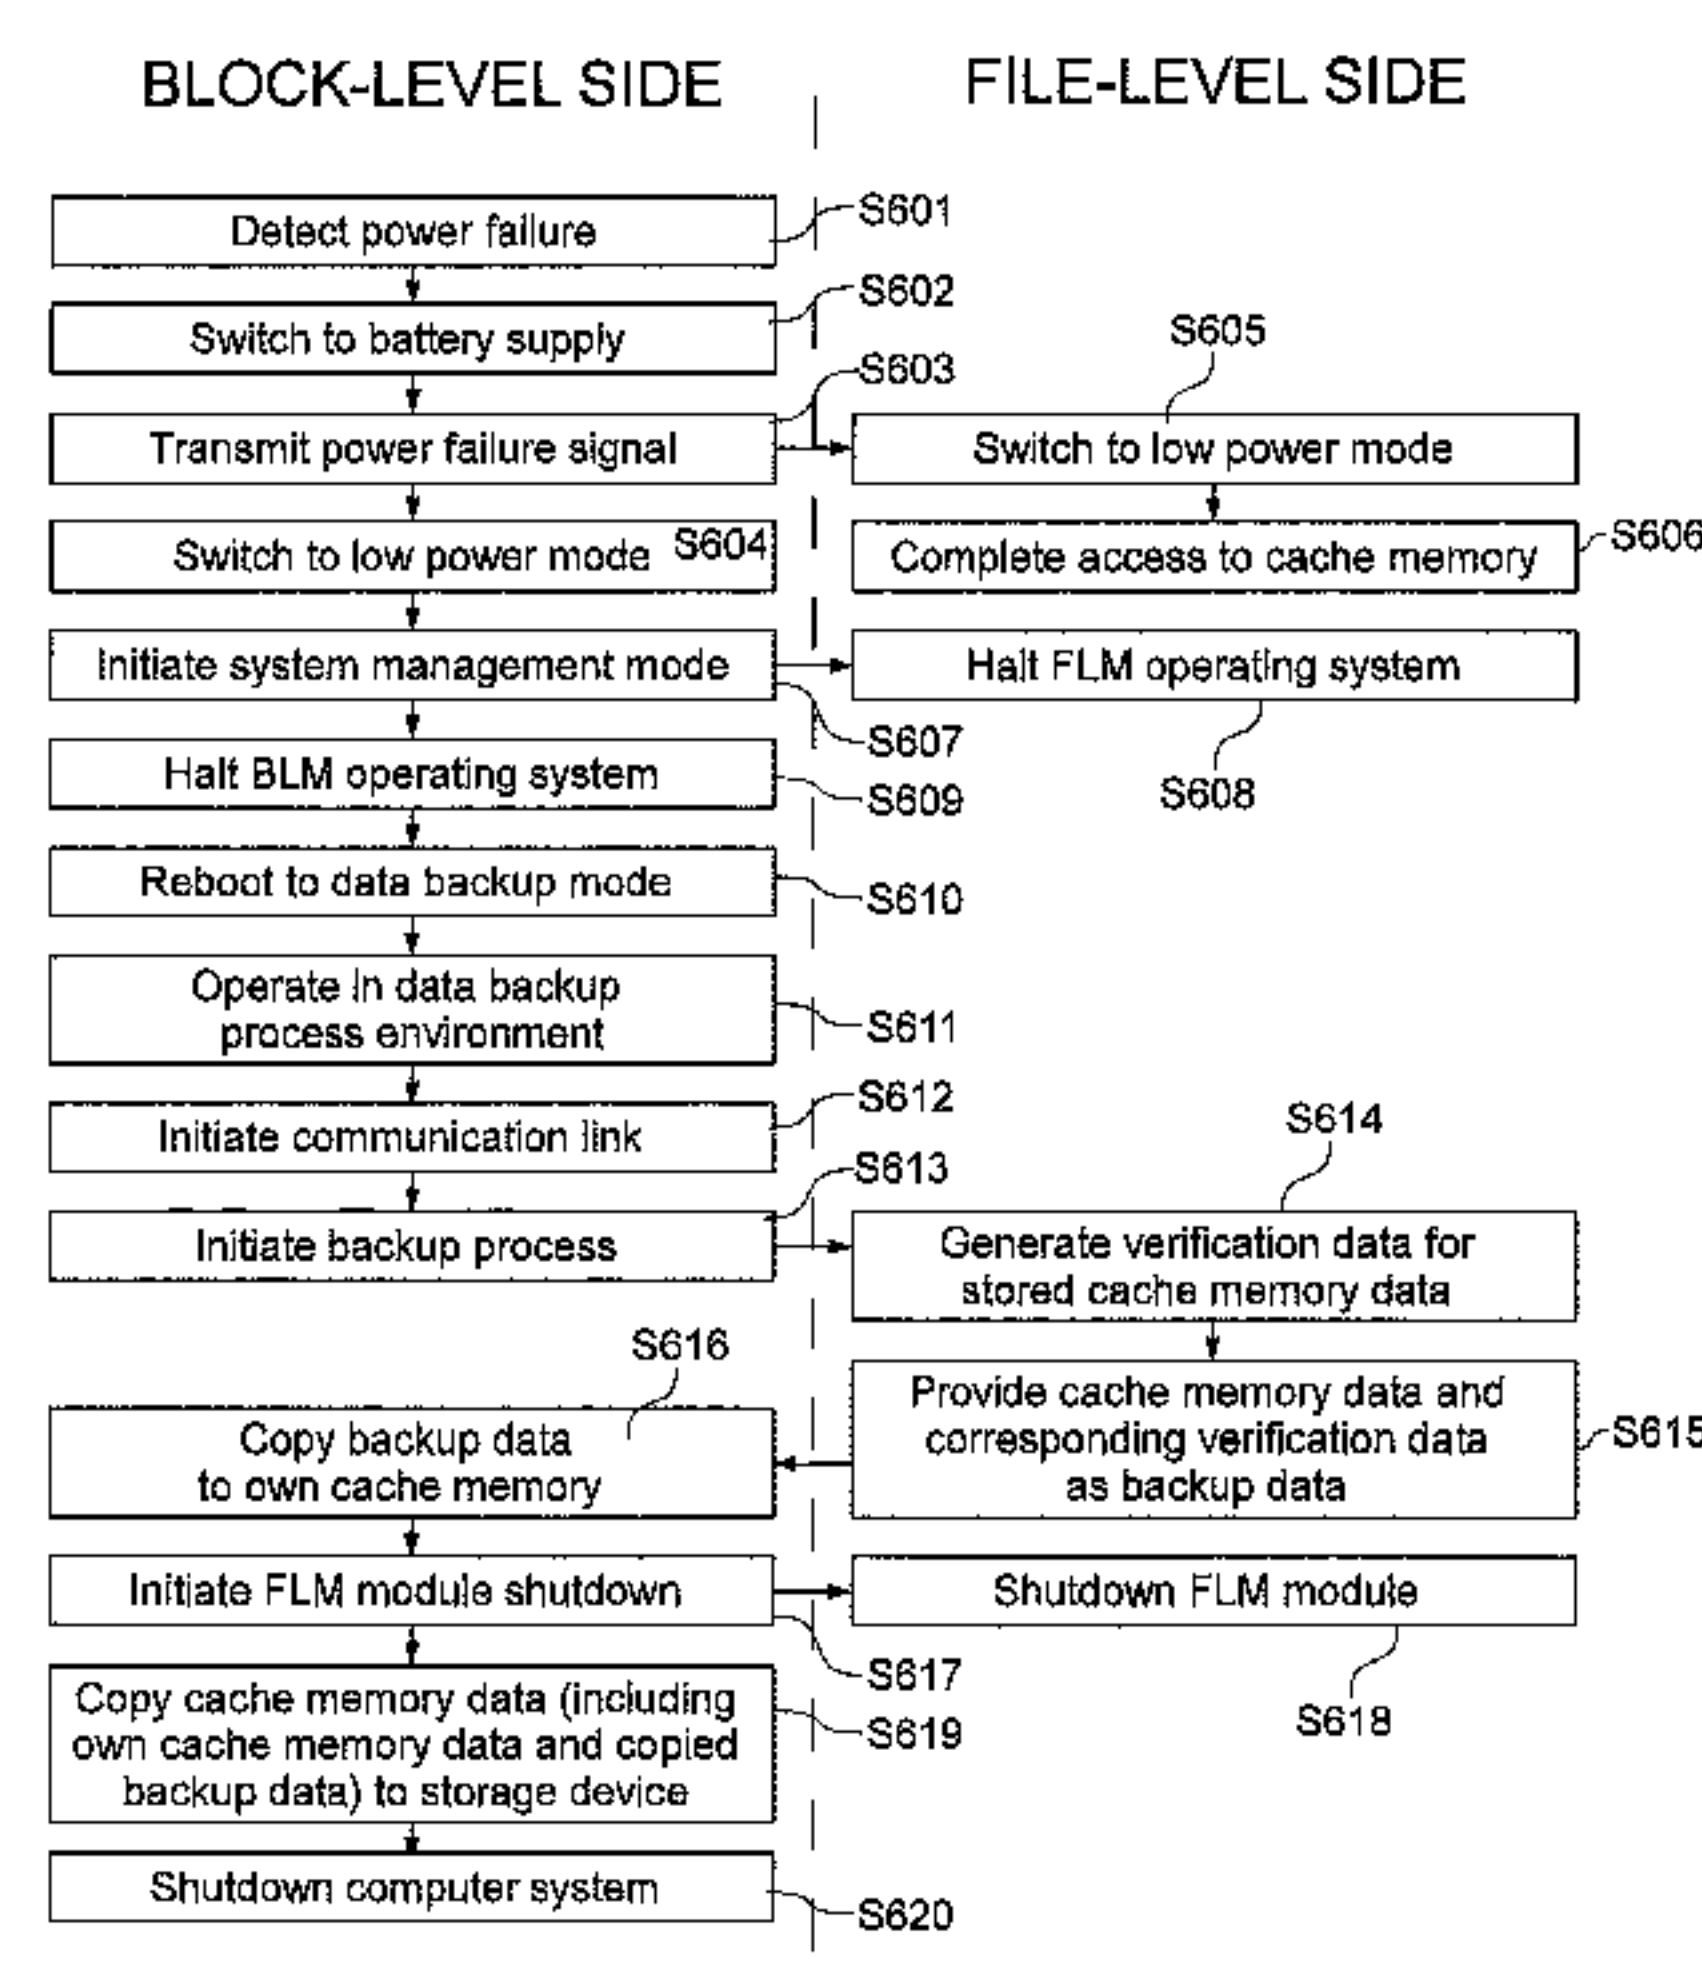 BLOCK-LEVEL SIDE
FILE-LEVEL SIDE
Detect power failure
S601
Switch to battery supply
S602
S603
S605
Transmit power failure signal
Switch to low power mode
Switch to low power mode
S604
Complete access to cache memory
S606
Initiate system management mode
Halt FLM operating system
S607
S608
Halt BLM operating system
S609
Reboot to data backup mode
S610
Operate in data backup
process environment
S611
Initiate communication link
S612
S613
S614
Initiate backup process
Generate verification data for
stored cache memory data
S616
Copy backup data
to own cache memory
Provide cache memory data and
corresponding verification data
as backup data
S615
Initiate FLM module shutdown
Shutdown FLM module
S617
S618
Copy cache memory data (including
own cache memory data and copied
backup data) to storage device
S619
Shutdown computer system
S620